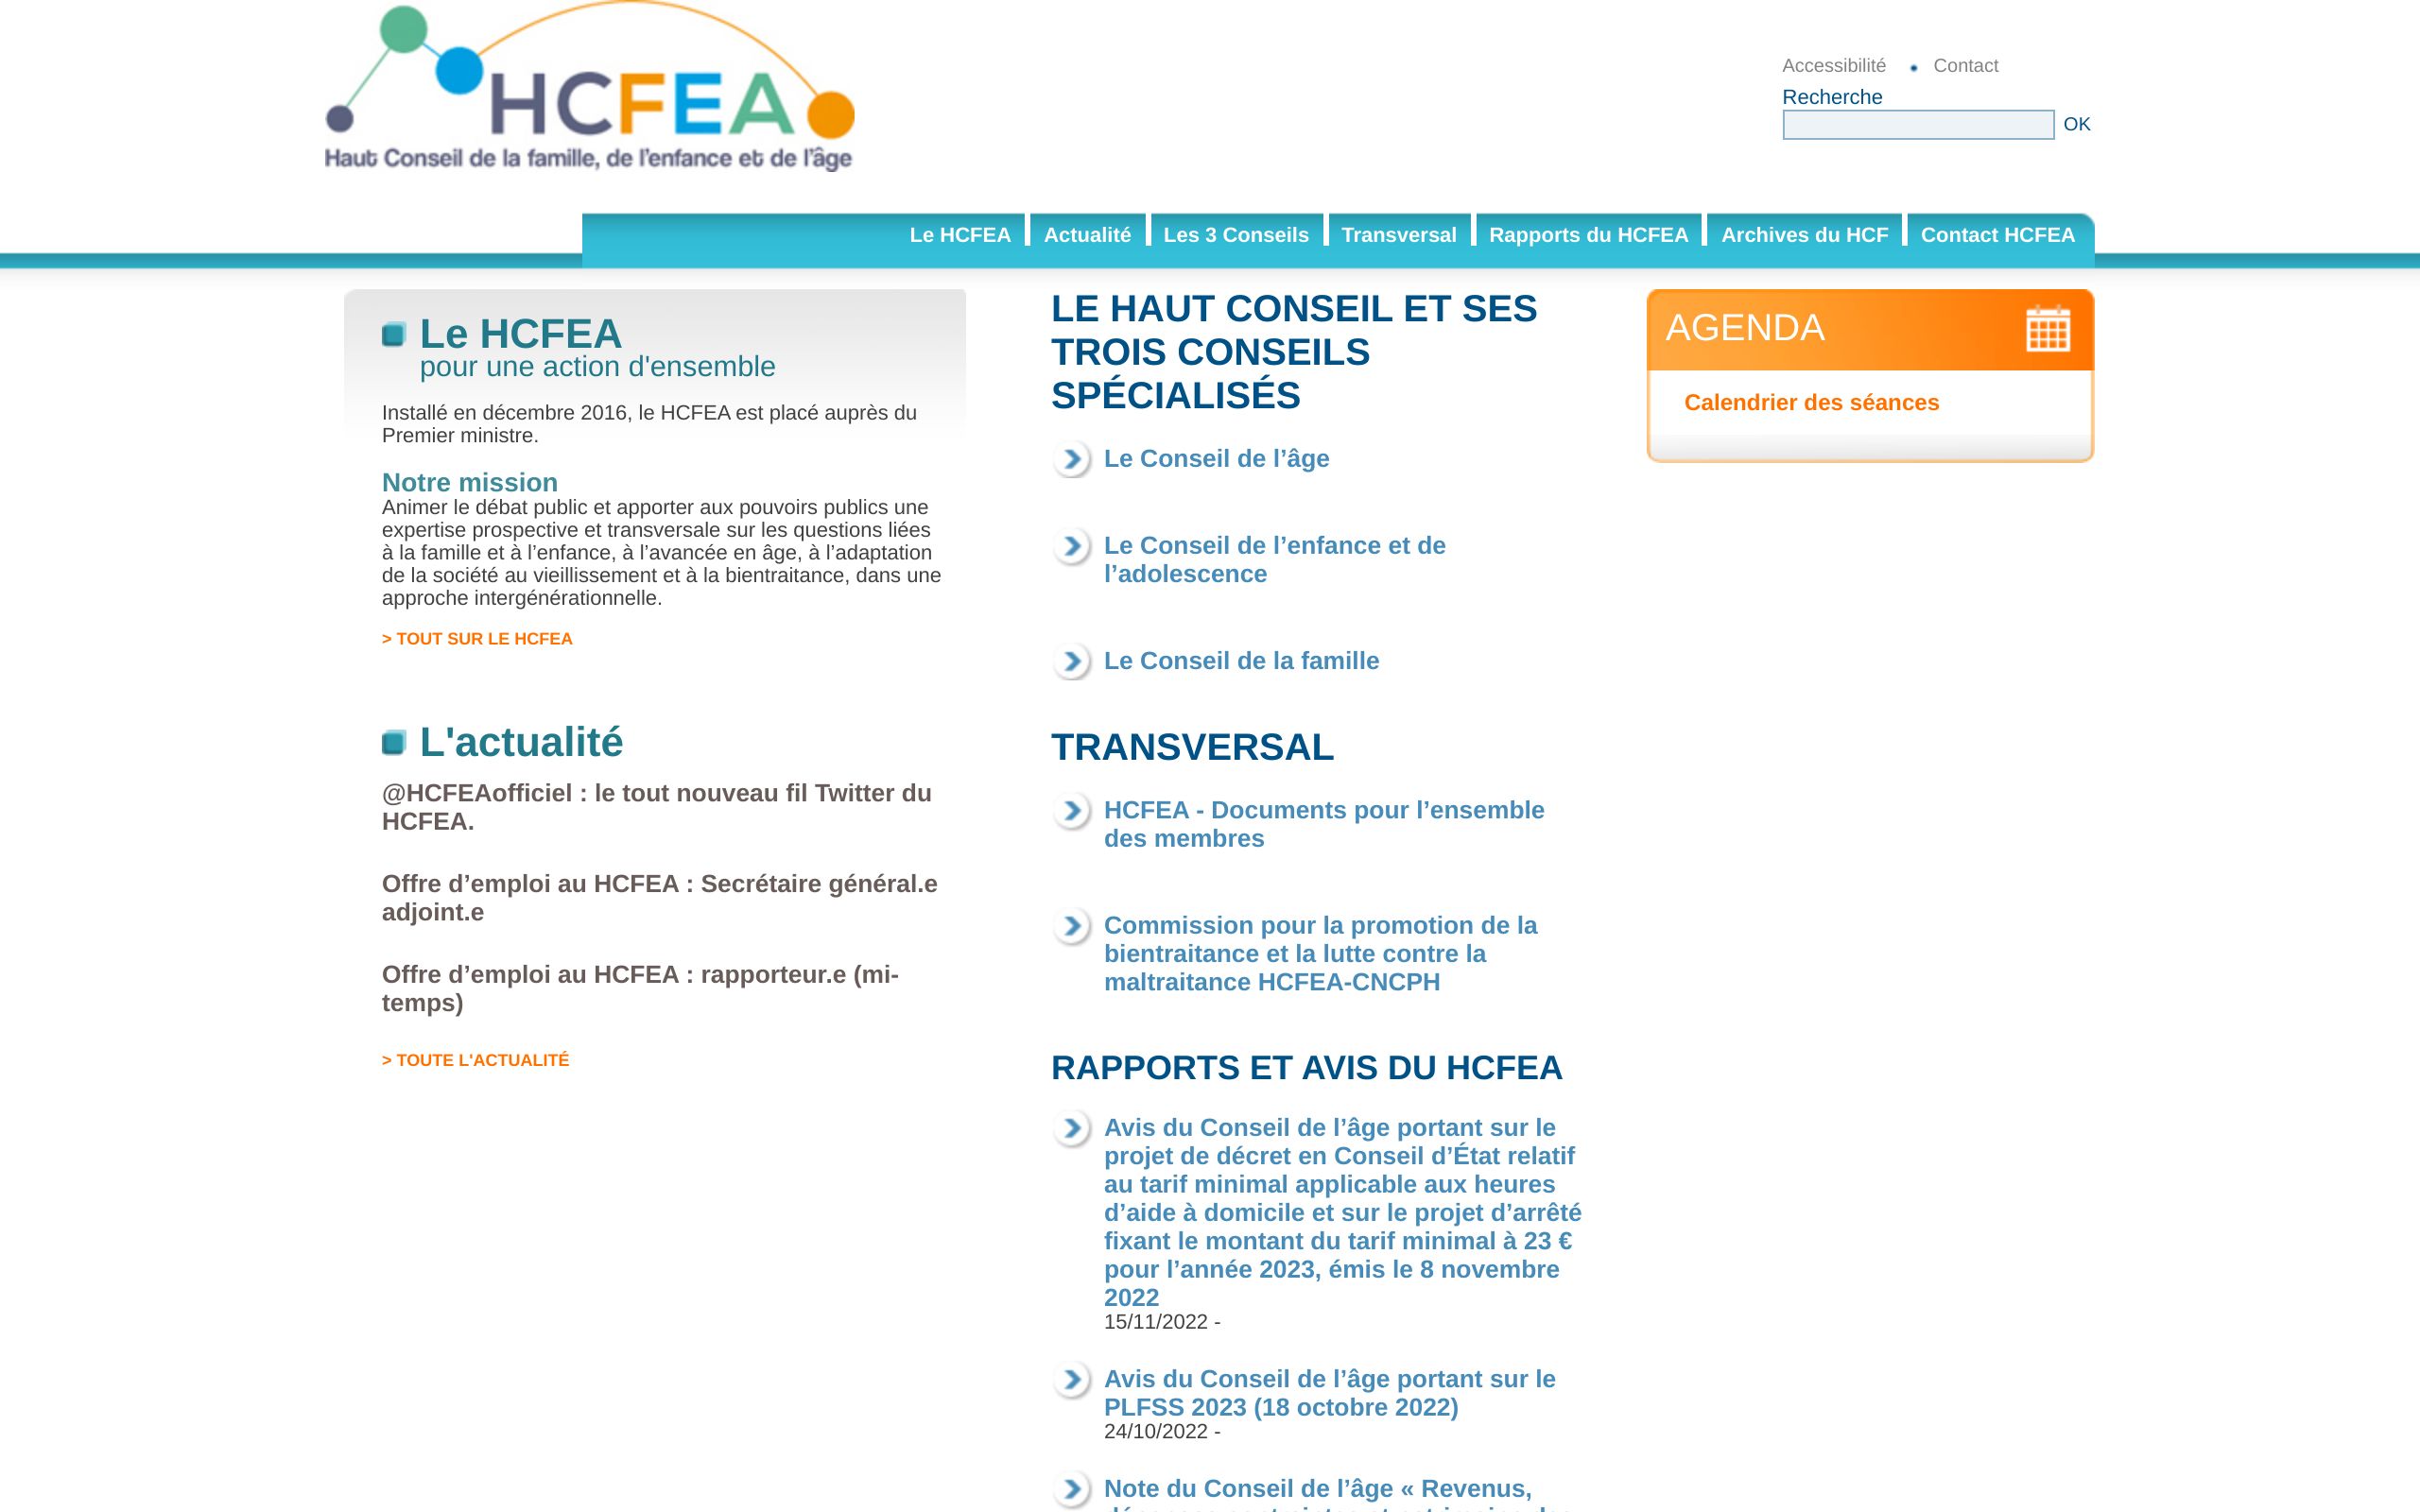 HCFEA
Haut Conseil de la famille, de l'enfance et de l'âge
Accessibilité
Contact
Recherche
OK
Le HCFEA
Actualité
Les 3 Conseils
Transversal
Rapports du HCFEA
Archives du HCF
Contact HCFEA
Le HCFEA
pour une action d'ensemble
Installé en décembre 2016, le HCFEA est placé auprès du
Premier ministre.
Notre mission
Animer le débat public et apporter aux pouvoirs publics une
expertise prospective et transversale sur les questions liées
à la famille et à l’enfance, à l’avancée en âge, à l’adaptation
de la société au vieillissement et à la bientraitance, dans une
approche intergénérationnelle.
> TOUT SUR LE HCFEA
L'actualité
@HCFEAofficiel : le tout nouveau fil Twitter du
HCFEA.
Offre d’emploi au HCFEA : Secrétaire général.e
adjoint.e
Offre d’emploi au HCFEA : rapporteur.e (mi-
temps)
> TOUTE L'ACTUALITÉ
LE HAUT CONSEIL ET SES
TROIS CONSEILS
SPÉCIALISÉS
Le Conseil de l’âge
Le Conseil de l’enfance et de
l’adolescence
Le Conseil de la famille
TRANSVERSAL
HCFEA - Documents pour l’ensemble
des membres
Commission pour la promotion de la
bientraitance et la lutte contre la
maltraitance HCFEA-CNCPH
RAPPORTS ET AVIS DU HCFEA
Avis du Conseil de l’âge portant sur le
projet de décret en Conseil d’État relatif
au tarif minimal applicable aux heures
d’aide à domicile et sur le projet d’arrêté
fixant le montant du tarif minimal à 23 €
pour l’année 2023, émis le 8 novembre
2022
15/11/2022 -
Avis du Conseil de l’âge portant sur le
PLFSS 2023 (18 octobre 2022)
24/10/2022 -
Note du Conseil de l’âge « Revenus,
AGENDA
Calendrier des séances